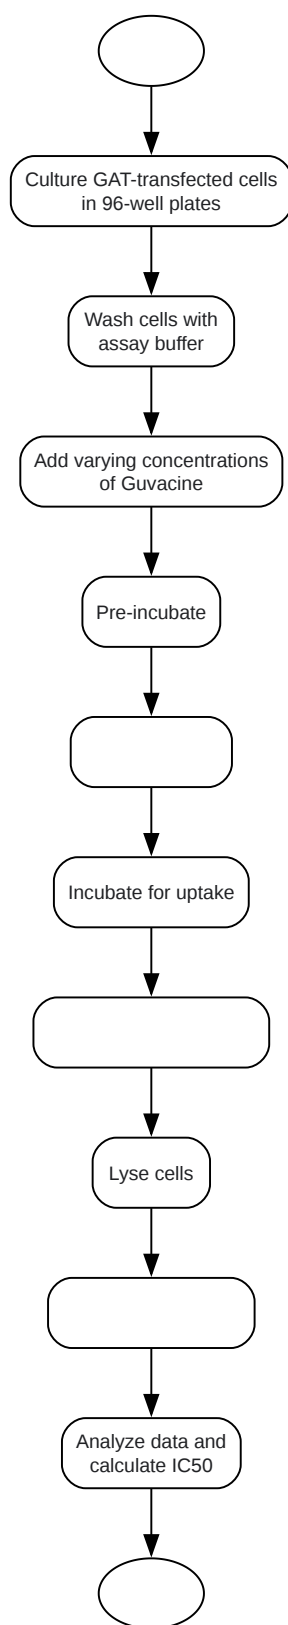 Culture GAT-transfected cells
in 96-well plates
Wash cells with
assay buffer
Add varying concentrations
of Guvacine
Pre-incubate
Incubate for uptake
Lyse cells
Analyze data and
calculate IC50